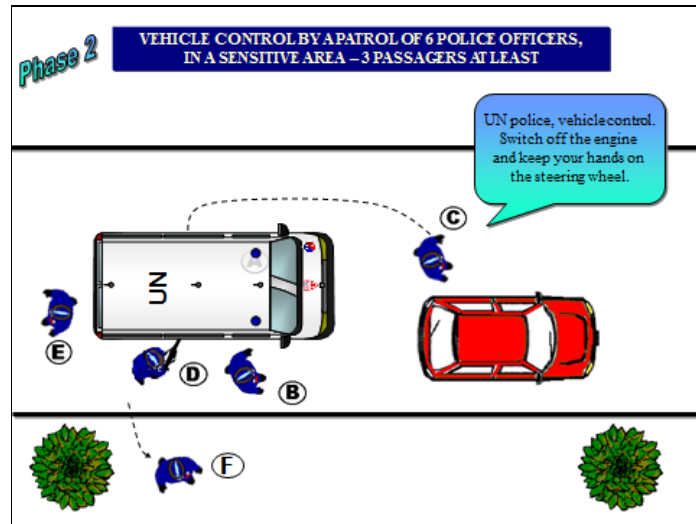 Phase 2
VEHICLE CONTROL BY A PATROL OF 6 POLICE OFFICERS,
IN A SENSITIVE AREA – 3 PASSAGERS AT LEAST
UN police, vehicle control.
Switch off the engine
and keep your hands on
the steering wheel.
C
A
UN
E
D
B
F